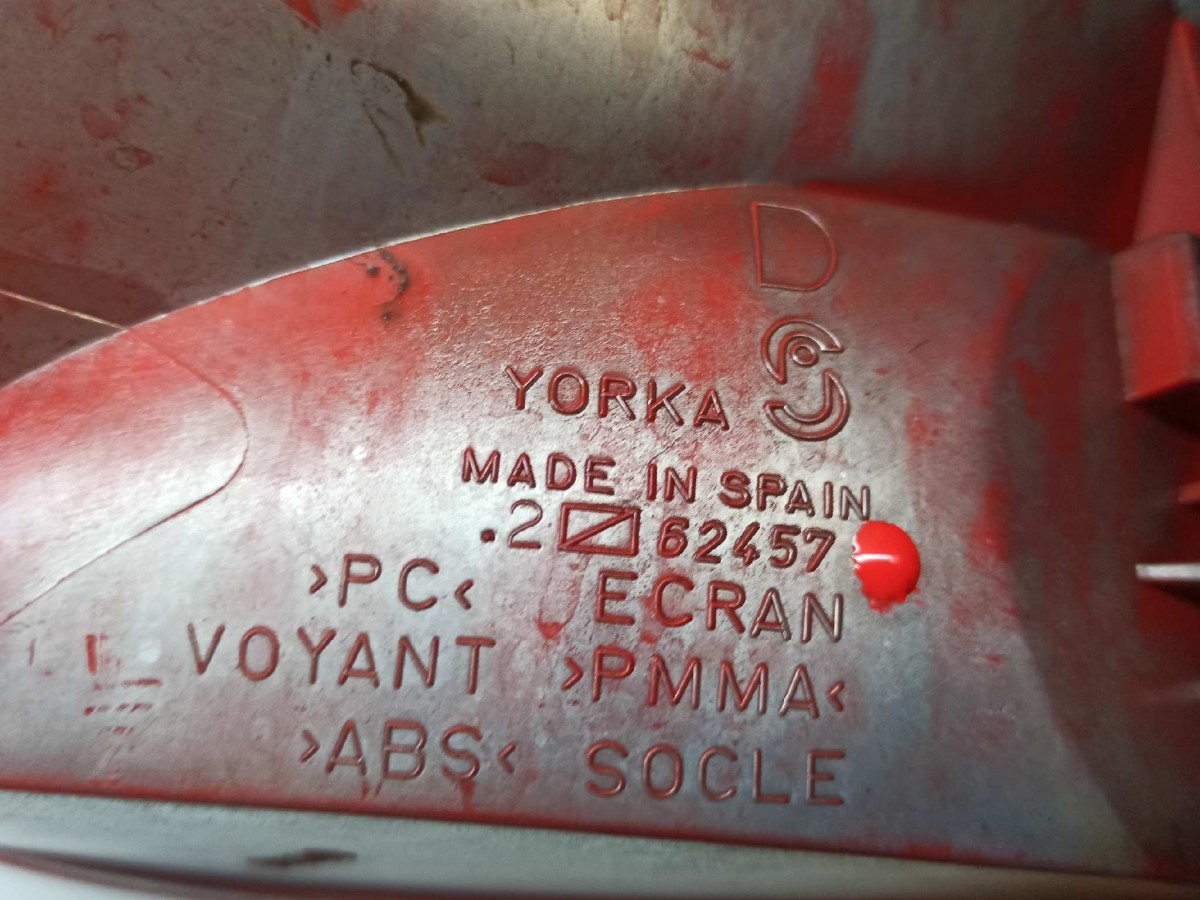 D
YORKA
MADE IN SPAIN
.2 62457
>PC< ECRAN
VOYANT >PMMA<
>ABS< SOCLE